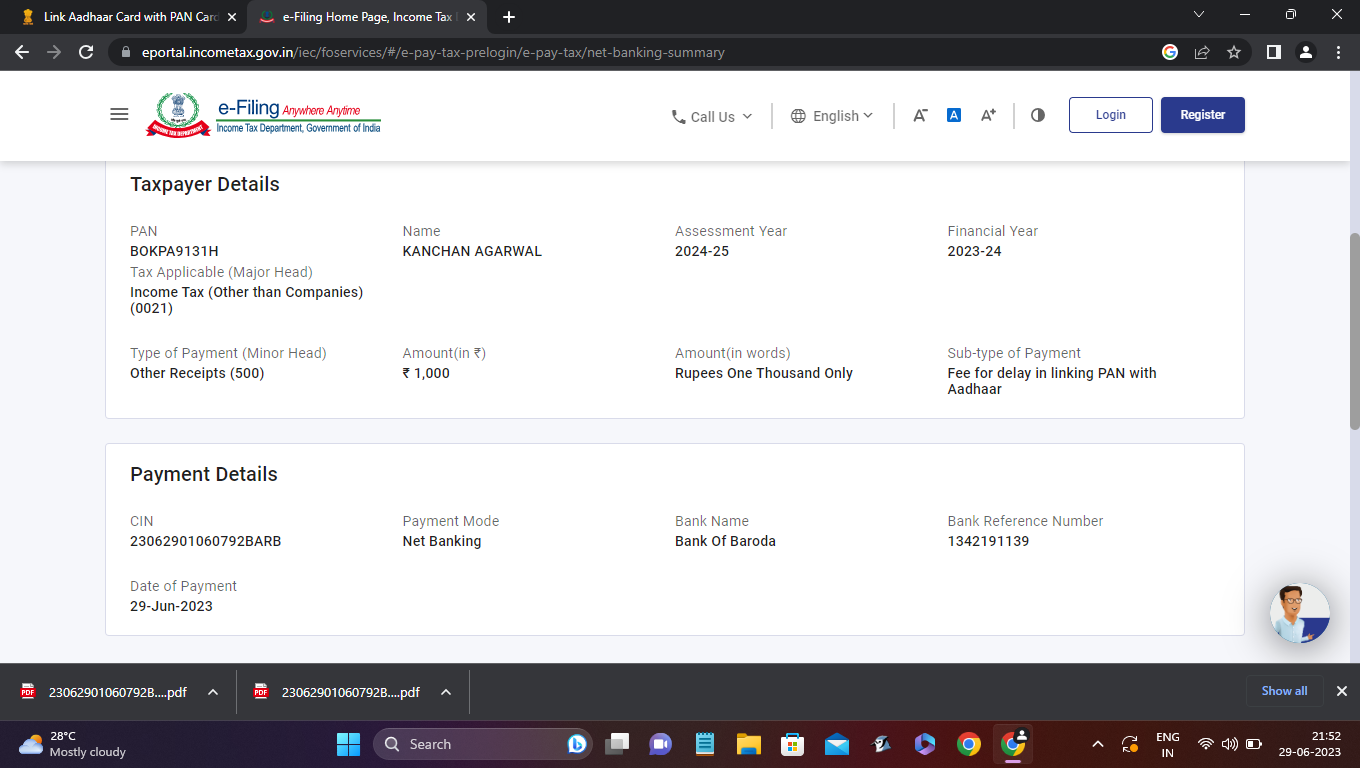 Link Aadhaar Card with PAN Card
e-Filing Home Page, Income Tax
eportal.incometax.gov.in/iec/foservices/#/e-pay-tax-prelogin/e-pay-tax/net-banking-summary
e-Filing Anywhere Anytime
Income Tax Department, Government of India
INCOME TAX DEPARTMENT
Call Us
English
A-
A
A+
Login
Register
Taxpayer Details
PAN Name Assessment Year Financial Year
BOKPA9131H KANCHAN AGARWAL 2024-25 2023-24
Tax Applicable (Major Head)
Income Tax (Other than Companies)
(0021)
Type of Payment (Minor Head) Amount(in ₹) Amount(in words) Sub-type of Payment
Other Receipts (500) ₹ 1,000 Rupees One Thousand Only Fee for delay in linking PAN with
Aadhaar
Payment Details
CIN Payment Mode Bank Name Bank Reference Number
23062901060792BARB Net Banking Bank Of Baroda 1342191139
Date of Payment
29-Jun-2023
PDF 23062901060792B....pdf PDF 23062901060792B....pdf Show all
28°C
Mostly cloudy
Search
ENG
IN
21:52
29-06-2023